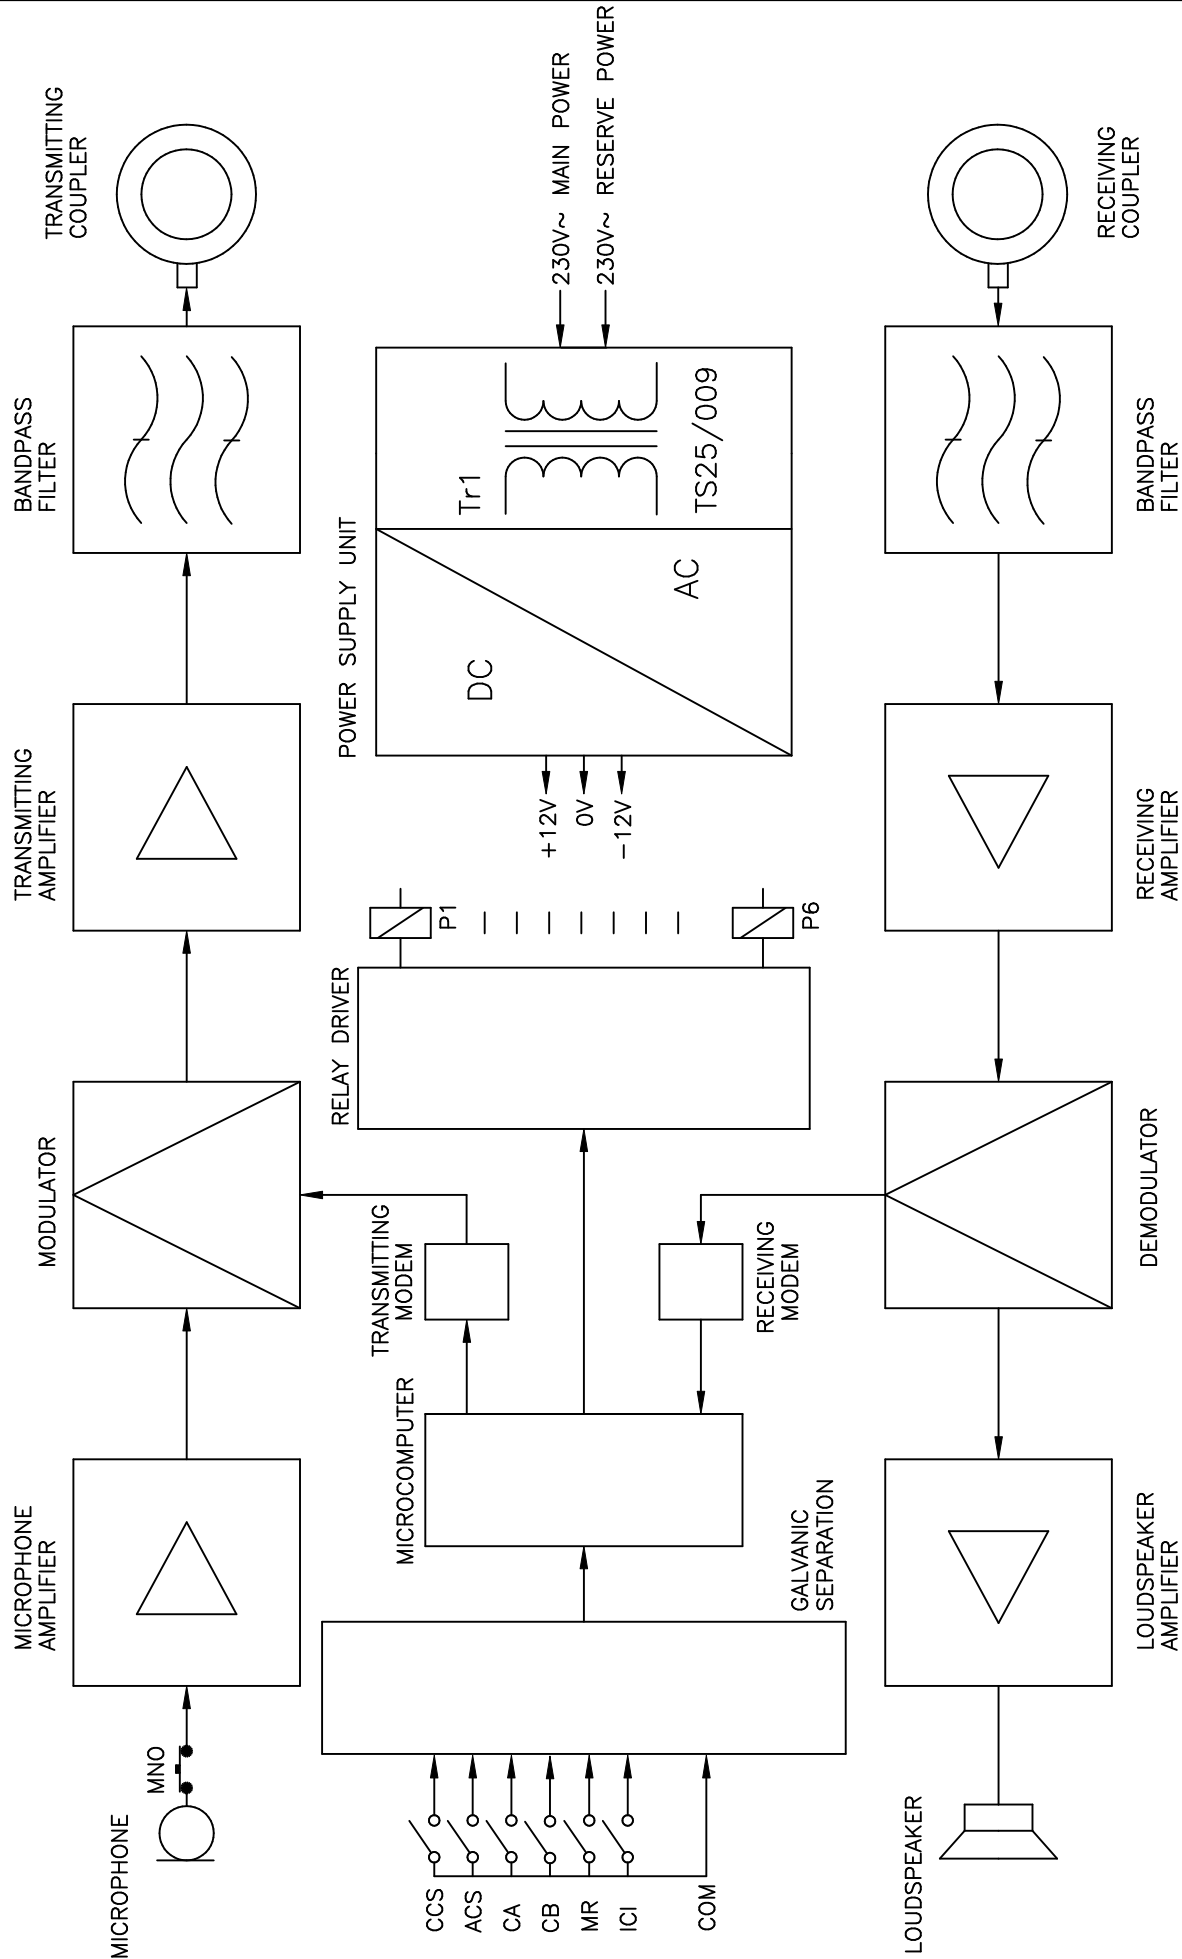 MICROPHONE
MNO
MICROPHONE
AMPLIFIER
MODULATOR
TRANSMITTING
AMPLIFIER
BANDPASS
FILTER
TRANSMITTING
COUPLER
CCS
ACS
CA
CB
MR
ICI
COM
GALVANIC
SEPARATION
MICROCOMPUTER
TRANSMITTING
MODEM
RECEIVING
MODEM
RELAY DRIVER
P1
P6
POWER SUPPLY UNIT
+12V
0V
-12V
DC
AC
Tr1
TS25/009
230V~ MAIN POWER
230V~ RESERVE POWER
LOUDSPEAKER
LOUDSPEAKER
AMPLIFIER
DEMODULATOR
RECEIVING
AMPLIFIER
BANDPASS
FILTER
RECEIVING
COUPLER